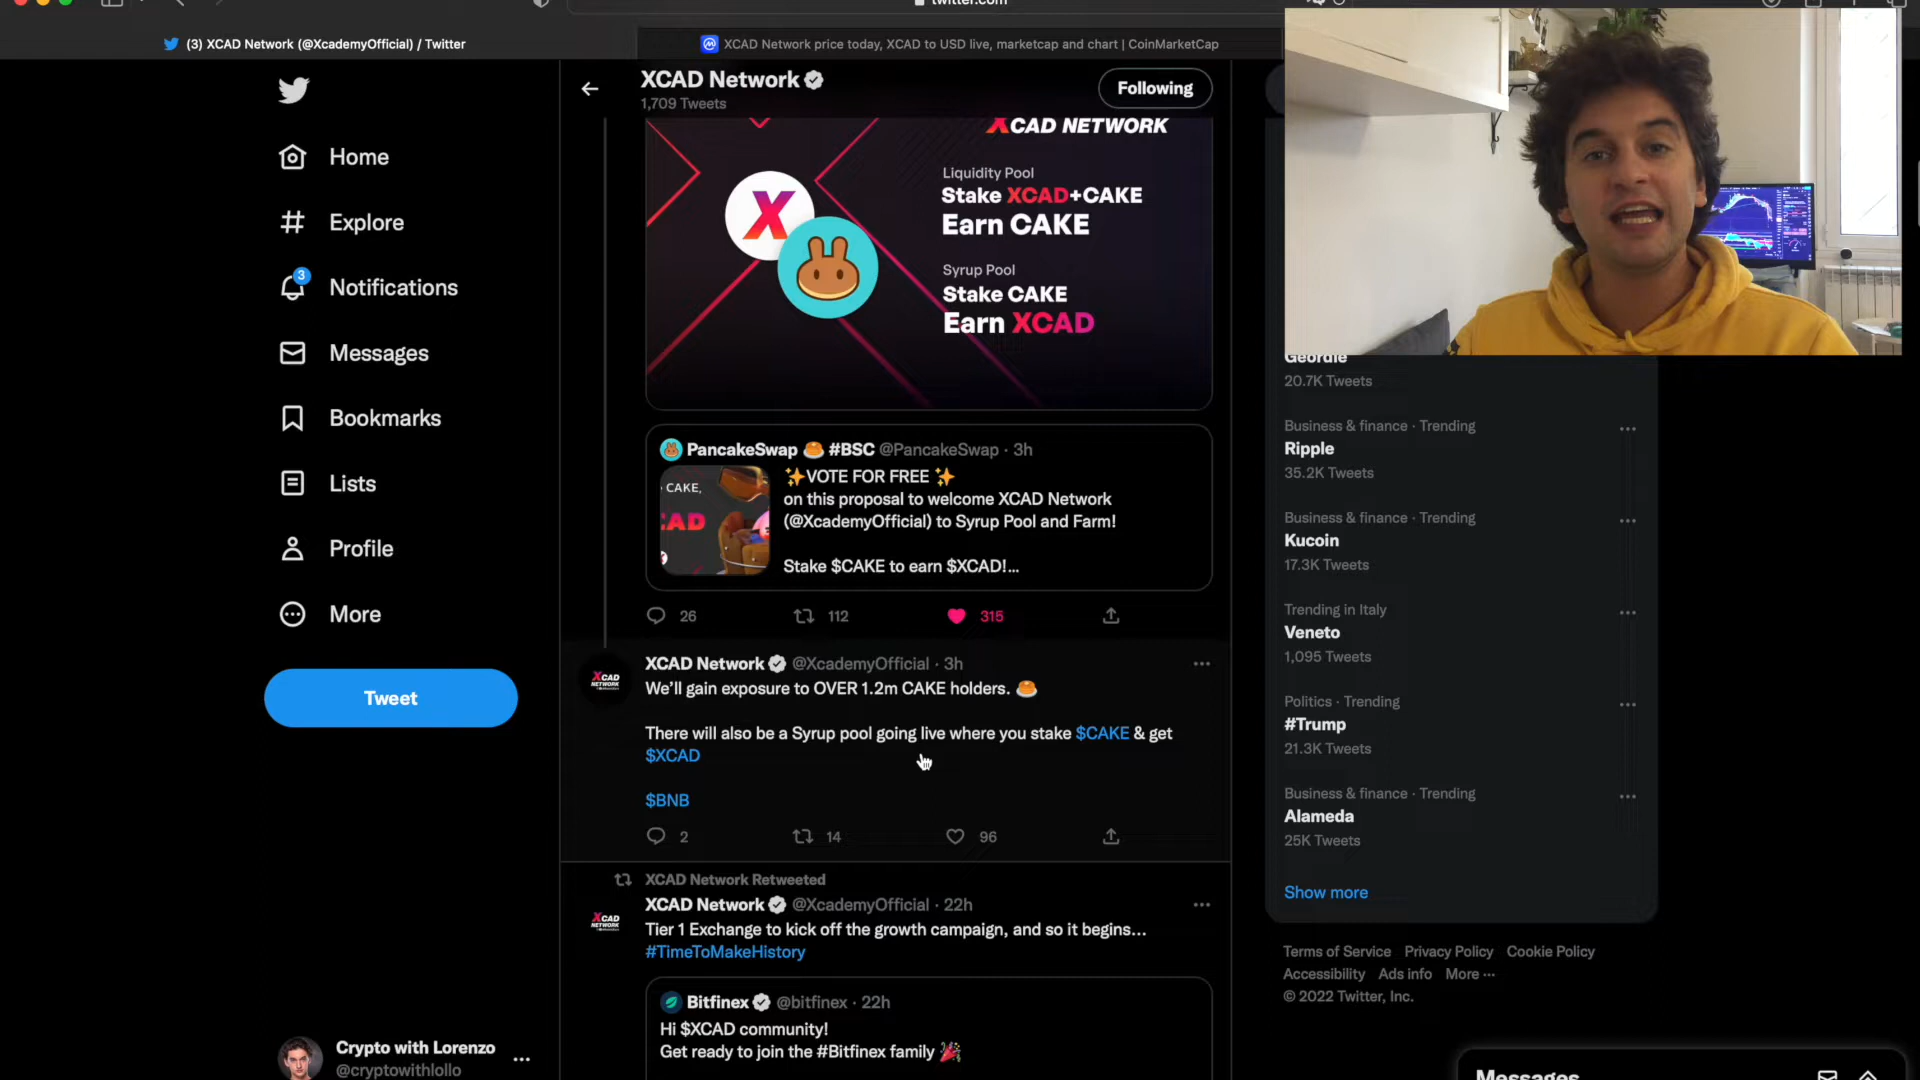 twitter.com
(3) XCAD Network (@XcademyOfficial) / Twitter
XCAD Network price today, XCAD to USD live, marketcap and chart | CoinMarketCap
XCAD Network
1,709 Tweets
Following
Home
Explore
3
Notifications
Messages
Bookmarks
Lists
Profile
More
Tweet
XCAD NETWORK
Liquidity Pool
Stake XCAD+CAKE
Earn CAKE
Syrup Pool
Stake CAKE
Earn XCAD
X
PancakeSwap 🥞 #BSC @PancakeSwap · 3h
CAKE,
✨VOTE FOR FREE ✨
on this proposal to welcome XCAD Network
(@XcademyOfficial) to Syrup Pool and Farm!
Stake $CAKE to earn $XCAD!...
26 112 315
XCAD NETWORK
XCAD Network @XcademyOfficial · 3h
We'll gain exposure to OVER 1.2m CAKE holders. 🥞
There will also be a Syrup pool going live where you stake $CAKE & get
$XCAD
$BNB
2 14 96
XCAD Network Retweeted
XCAD NETWORK
XCAD Network @XcademyOfficial · 22h
Tier 1 Exchange to kick off the growth campaign, and so it begins...
#TimeToMakeHistory
Bitfinex @bitfinex · 22h
Hi $XCAD community!
Get ready to join the #Bitfinex family 🎉
Geordie
20.7K Tweets
Business & finance · Trending
Ripple
35.2K Tweets
Business & finance · Trending
Kucoin
17.3K Tweets
Trending in Italy
Veneto
1,095 Tweets
Politics · Trending
#Trump
21.3K Tweets
Business & finance · Trending
Alameda
25K Tweets
Show more
Terms of Service Privacy Policy Cookie Policy
Accessibility Ads info More ···
© 2022 Twitter, Inc.
Crypto with Lorenzo
@cryptowithlollo
Messages